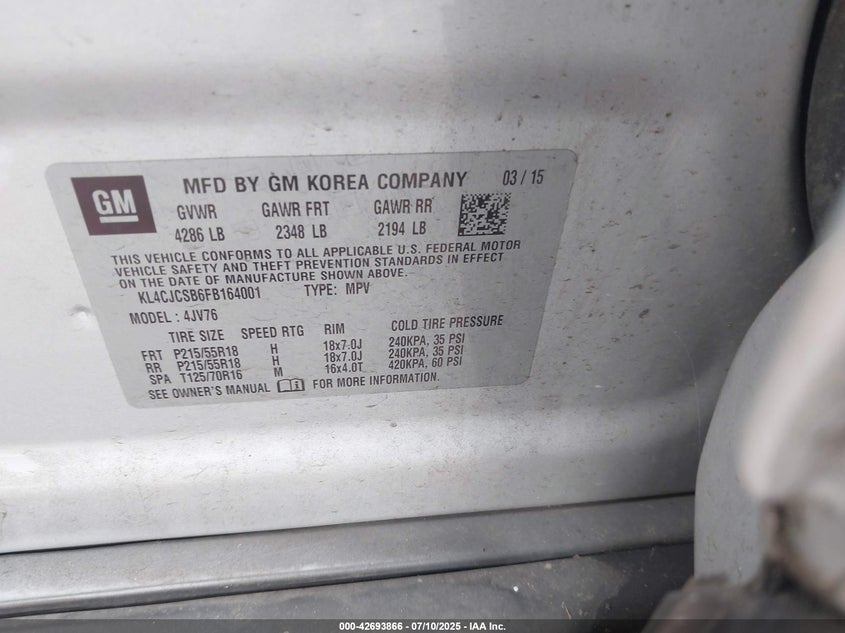 GM
MFD BY GM KOREA COMPANY 03 / 15
GVWR GAWR FRT GAWR RR
4286 LB 2348 LB 2194 LB
THIS VEHICLE CONFORMS TO ALL APPLICABLE U.S. FEDERAL MOTOR
VEHICLE SAFETY AND THEFT PREVENTION STANDARDS IN EFFECT
ON THE DATE OF MANUFACTURE SHOWN ABOVE.
KL4CJCSB6FB164001 TYPE: MPV
MODEL : 4JV76
TIRE SIZE SPEED RTG RIM COLD TIRE PRESSURE
FRT P215/55R18 H 18x7.0J 240KPA, 35 PSI
RR P215/55R18 H 18x7.0J 240KPA, 35 PSI
SPA T125/70R16 M 16x4.0T 420KPA, 60 PSI
SEE OWNER'S MANUAL FOR MORE INFORMATION.
000-42693866 - 07/10/2025 - IAA Inc.